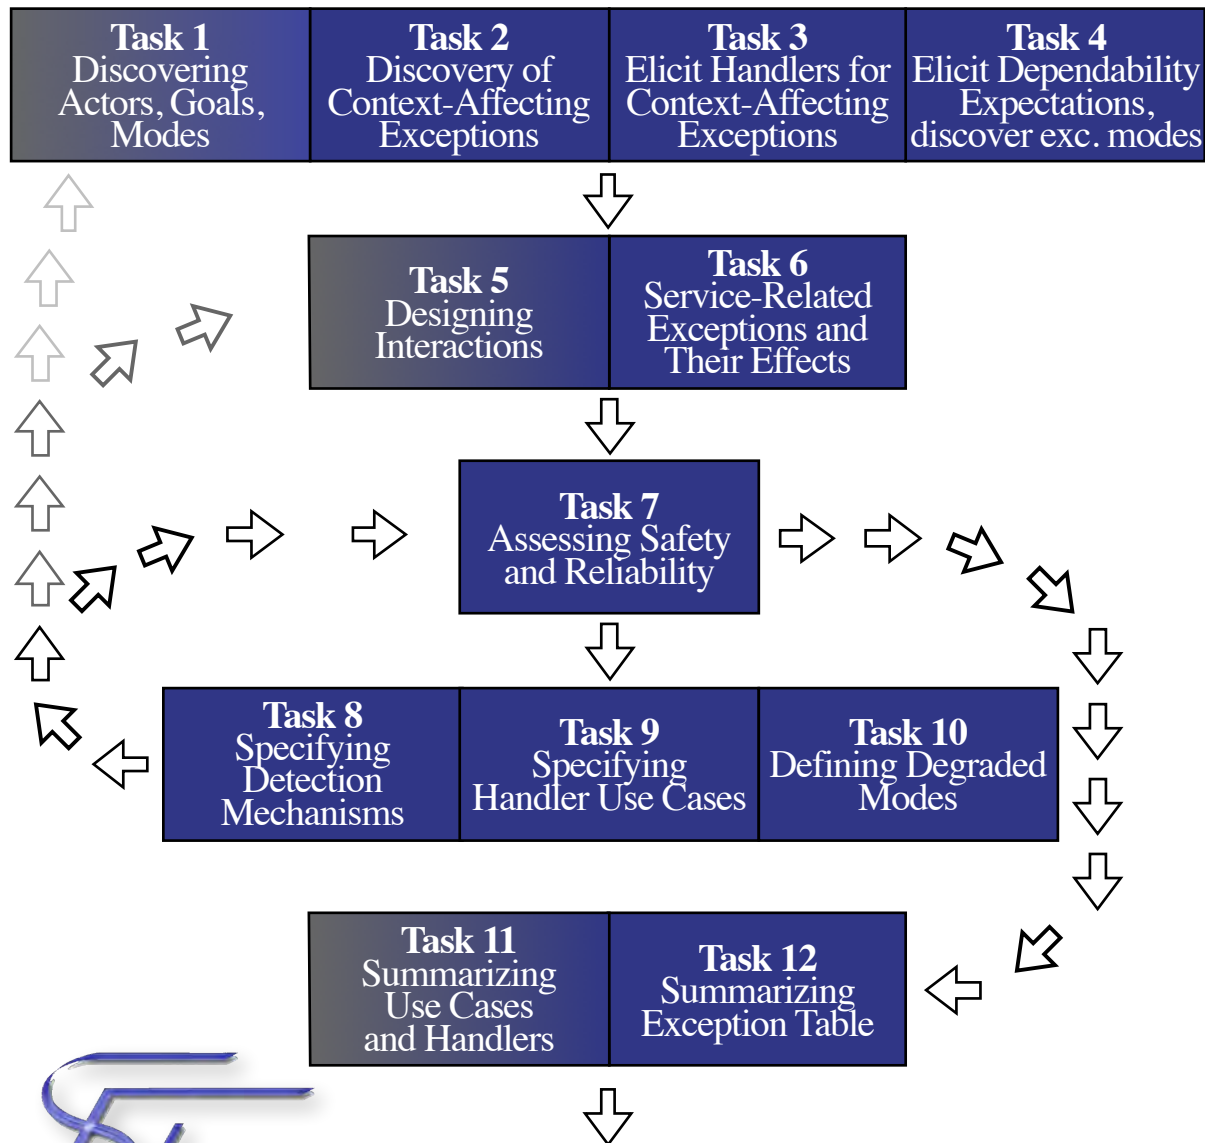 Task 1
Discovering
Actors, Goals,
Modes
Task 2
Discovery of
Context-Affecting
Exceptions
Task 3
Elicit Handlers for
Context-Affecting
Exceptions
Task 4
Elicit Dependability
Expectations,
discover exc. modes
Task 5
Designing
Interactions
Task 6
Service-Related
Exceptions and
Their Effects
Task 7
Assessing Safety
and Reliability
Task 8
Specifying
Detection
Mechanisms
Task 9
Specifying
Handler Use Cases
Task 10
Defining Degraded
Modes
Task 11
Summarizing
Use Cases
and Handlers
Task 12
Summarizing
Exception Table